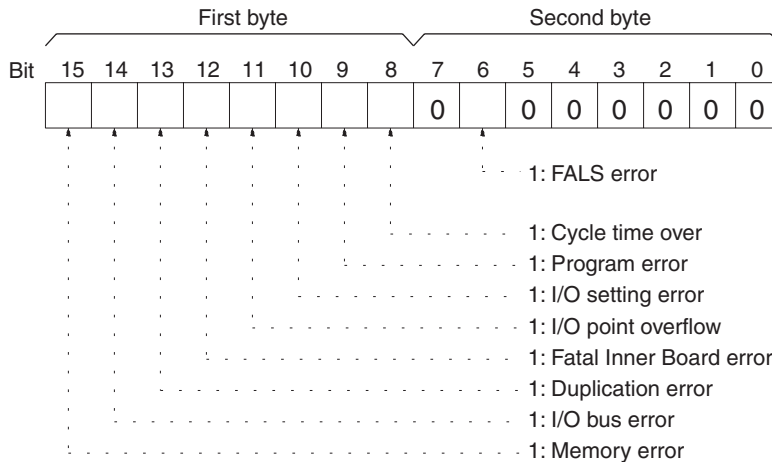 First byte Second byte
Bit 15 14 13 12 11 10 9 8 7 6 5 4 3 2 1 0
0 0 0 0 0 0 0
1: FALS error
1: Cycle time over
1: Program error
1: I/O setting error
1: I/O point overflow
1: Fatal Inner Board error
1: Duplication error
1: I/O bus error
1: Memory error